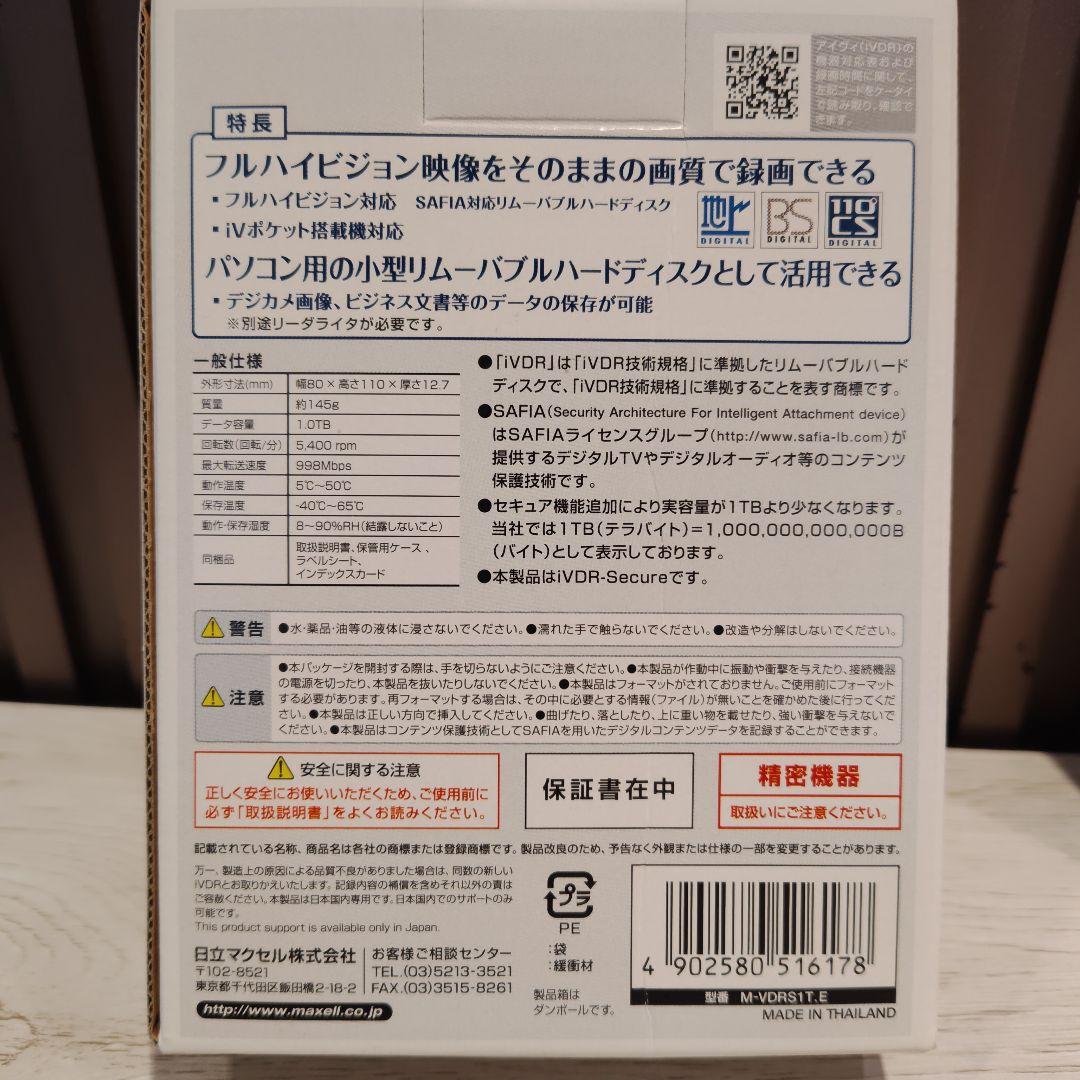 アイヴィ(iVDR)の
機器対応表および
録画時間に関して、
左記コードをケータイ
で読み取り、確認で
きます。
特長
フルハイビジョン映像をそのままの画質で録画できる
▪フルハイビジョン対応 SAFIA対応リムーバブルハードディスク
▪iVポケット搭載機対応
地上 DIGITAL
BS DIGITAL
110 CS DIGITAL
パソコン用の小型リムーバブルハードディスクとして活用できる
▪デジカメ画像、ビジネス文書等のデータの保存が可能
※別途リーダライタが必要です。
一般仕様
外形寸法(mm) 幅80×高さ110×厚さ12.7
質量 約145g
データ容量 1.0TB
回転数(回転/分) 5,400 rpm
最大転送速度 998Mbps
動作温度 5℃～50℃
保存温度 -40℃～65℃
動作・保存湿度 8～90%RH(結露しないこと)
同梱品 取扱説明書、保管用ケース、
ラベルシート、
インデックスカード
●「iVDR」は「iVDR技術規格」に準拠したリムーバブルハード
ディスクで、「iVDR技術規格」に準拠することを表す商標です。
●SAFIA(Security Architecture For Intelligent Attachment device)
はSAFIAライセンスグループ(http://www.safia-lb.com)が
提供するデジタルTVやデジタルオーディオ等のコンテンツ
保護技術です。
●セキュア機能追加により実容量が1TBより少なくなります。
当社では1TB(テラバイト)=1,000,000,000,000B
(バイト)として表示しております。
●本製品はiVDR-Secureです。
警告 ●水・薬品・油等の液体に浸さないでください。●濡れた手で触らないでください。●改造や分解はしないでください。
注意
●本パッケージを開封する際は、手を切らないようにご注意ください。●本製品が作動中に振動や衝撃を与えたり、接続機器
の電源を切ったり、本製品を抜いたりしないでください。●本製品はフォーマットがされておりません。ご使用前にフォーマット
する必要があります。再フォーマットする場合は、その中に必要とする情報(ファイル)が無いことを確かめた後に行ってくだ
さい。●本製品は正しい方向で挿入してください。●曲げたり、落としたり、上に重い物を載せたり、強い衝撃を与えないで
ください。●本製品はコンテンツ保護技術としてSAFIAを用いたデジタルコンテンツデータを記録することができます。
安全に関する注意
正しく安全にお使いいただくため、ご使用前に
必ず「取扱説明書」をよくお読みください。
保証書在中
精密機器
取扱いにご注意ください。
記載されている名称、商品名は各社の商標または登録商標です。製品改良のため、予告なく外観または仕様の一部を変更することがあります。
万一、製造上の原因による品質不良がありました場合は、同数の新しい
iVDRとお取りかえいたします。記録内容の補償を含めそれ以外の責は
ご容赦ください。本製品は日本国内専用です。日本国内でのサポートのみ
可能です。
This product support is available only in Japan.
日立マクセル株式会社
〒102-8521
東京都千代田区飯田橋2-18-2
お客様ご相談センター
TEL.(03)5213-3521
FAX.(03)3515-8261
http://www.maxell.co.jp
プラ
PE
:袋
:緩衝材
製品箱は
ダンボールです。
4 902580 516178
型番 M-VDRS1T.E
MADE IN THAILAND